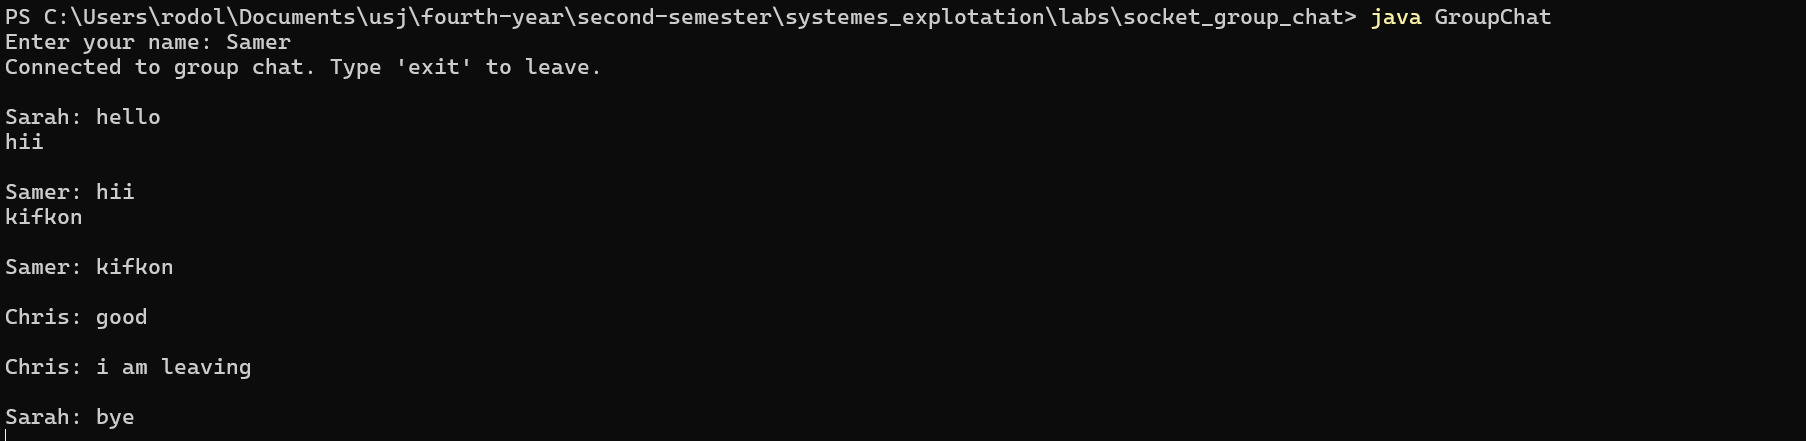 PS C:\Users\rodol\Documents\usj\fourth-year\second-semester\systemes_explotation\labs\socket_group_chat> java GroupChat
Enter your name: Samer
Connected to group chat. Type 'exit' to leave.
Sarah: hello
hii
Samer: hii
kifkon
Samer: kifkon
Chris: good
Chris: i am leaving
Sarah: bye